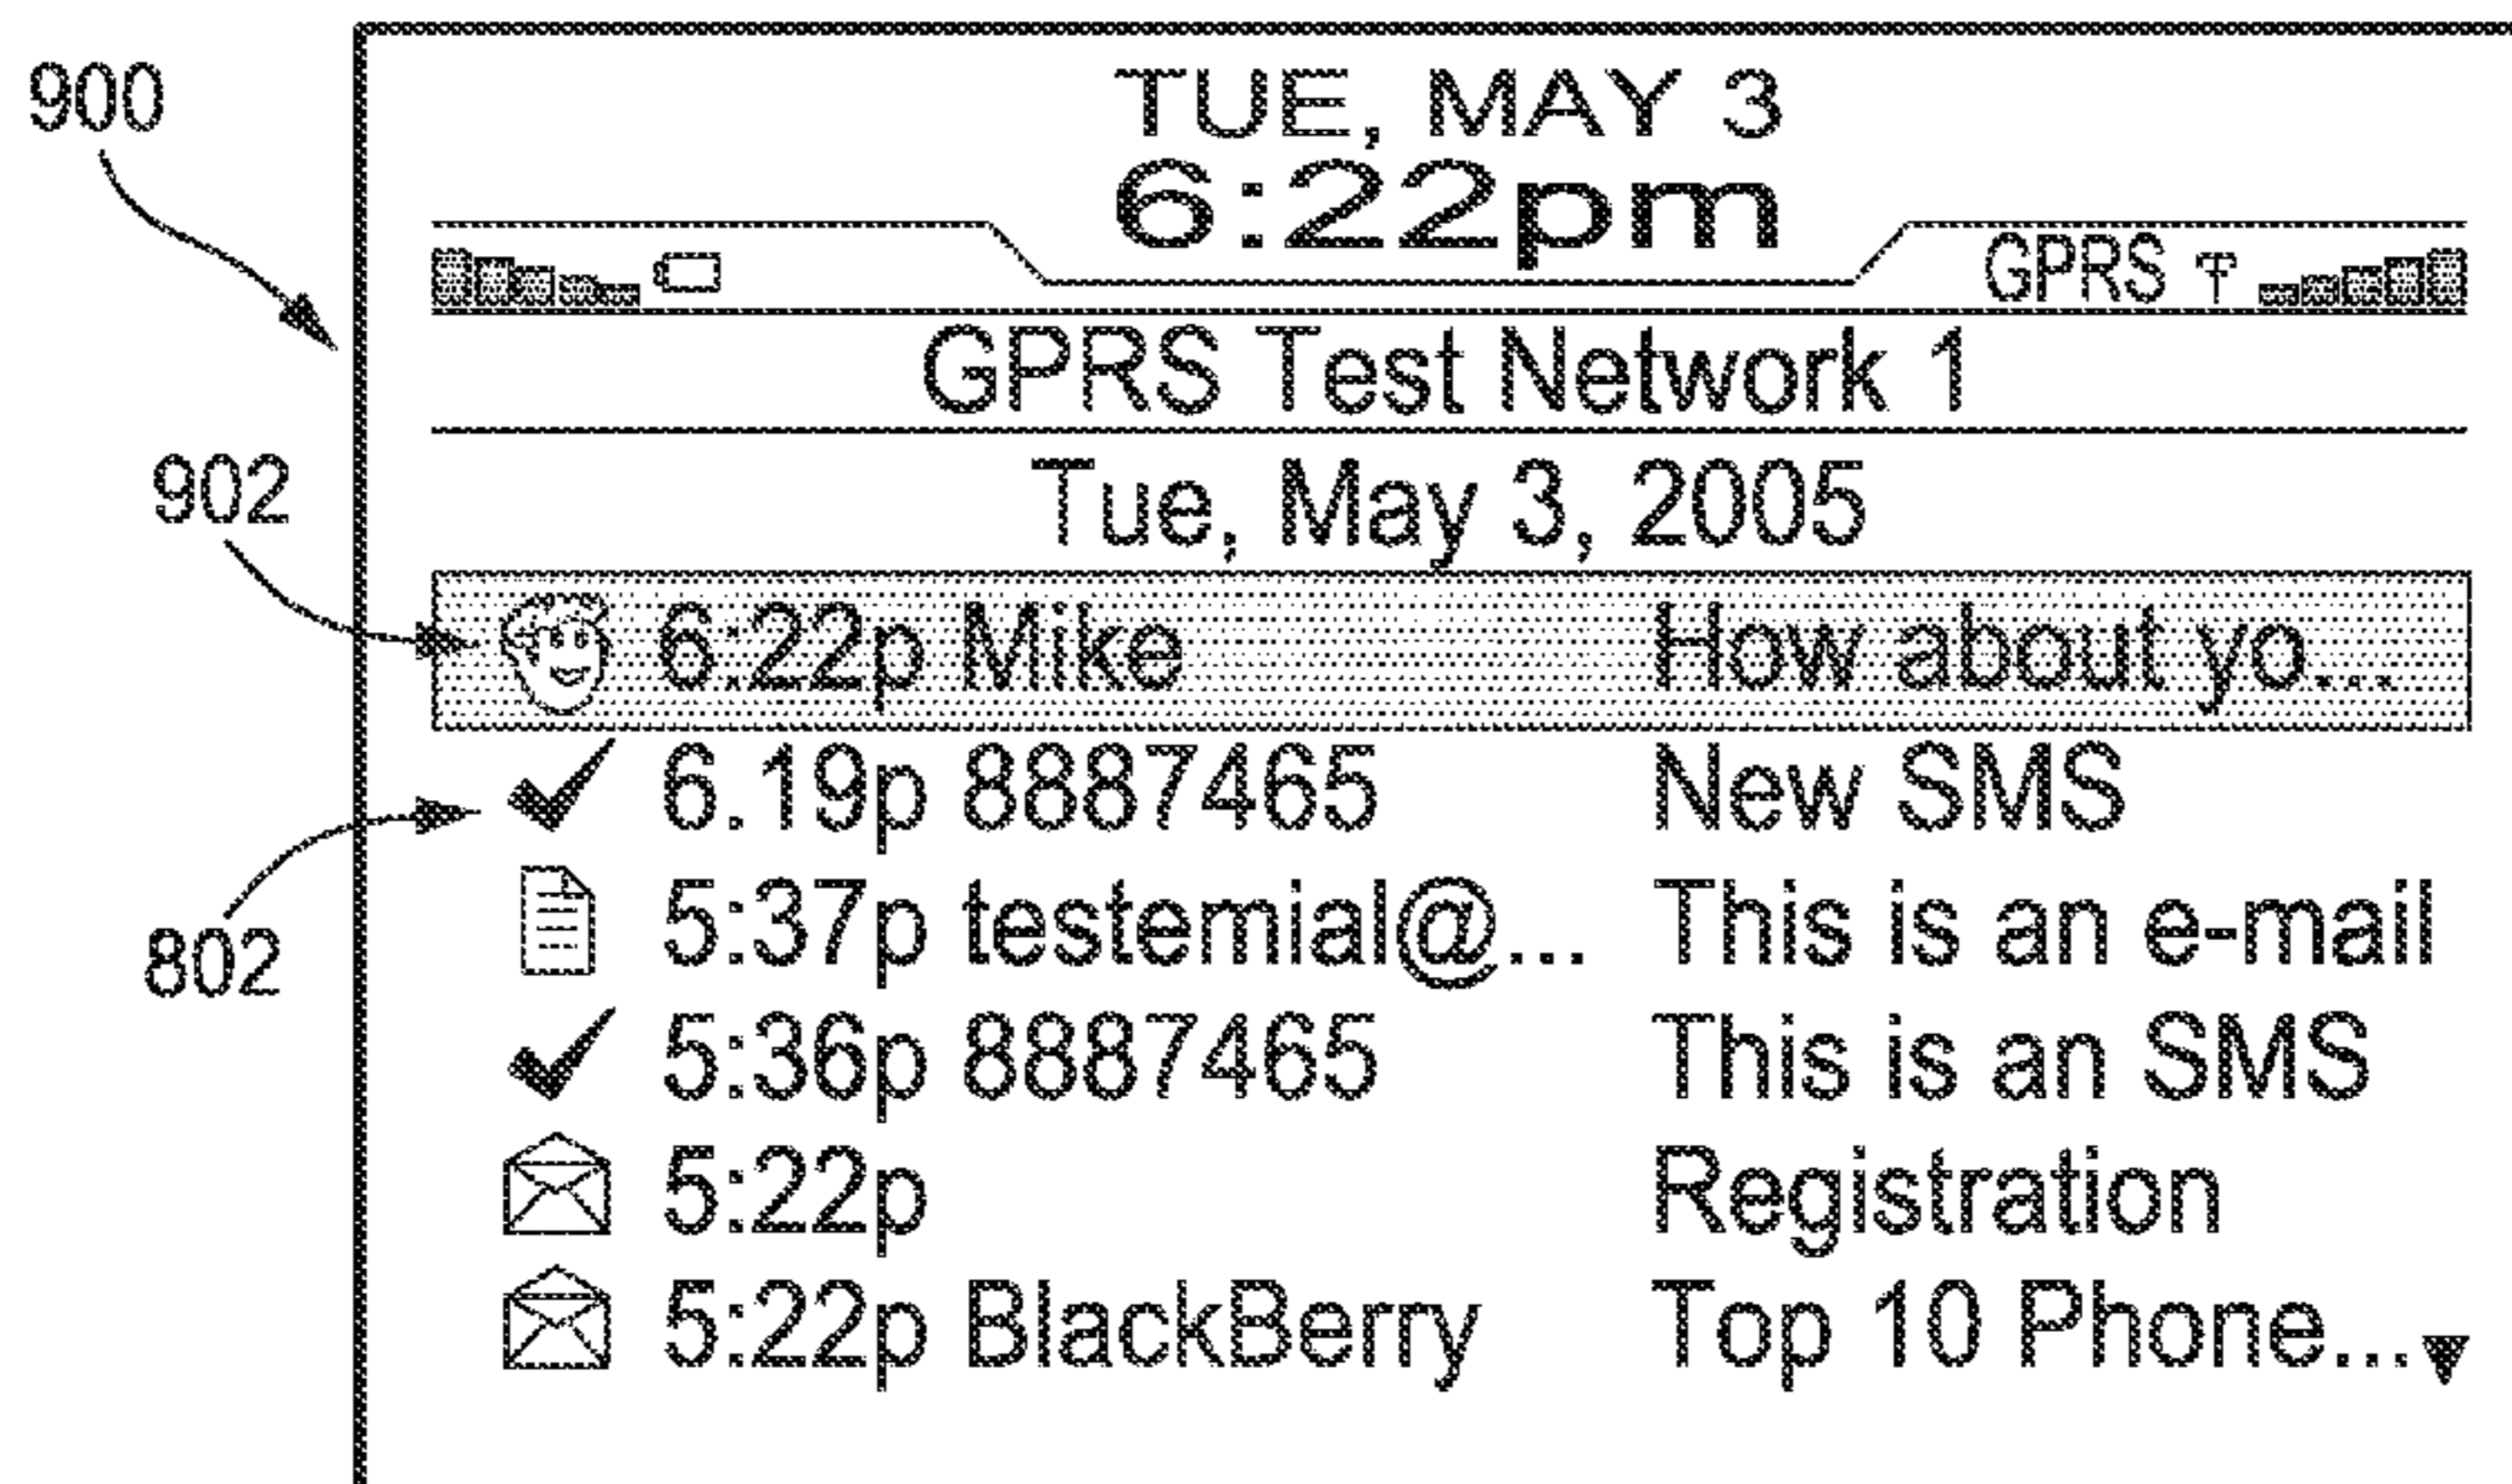 900
TUE, MAY 3
6:22pm
GPRS
GPRS Test Network 1
902
Tue, May 3, 2005
6:22p Mike How about yo...
6.19p 8887465 New SMS
802
5:37p testemial@... This is an e-mail
5:36p 8887465 This is an SMS
5:22p Registration
5:22p BlackBerry Top 10 Phone...